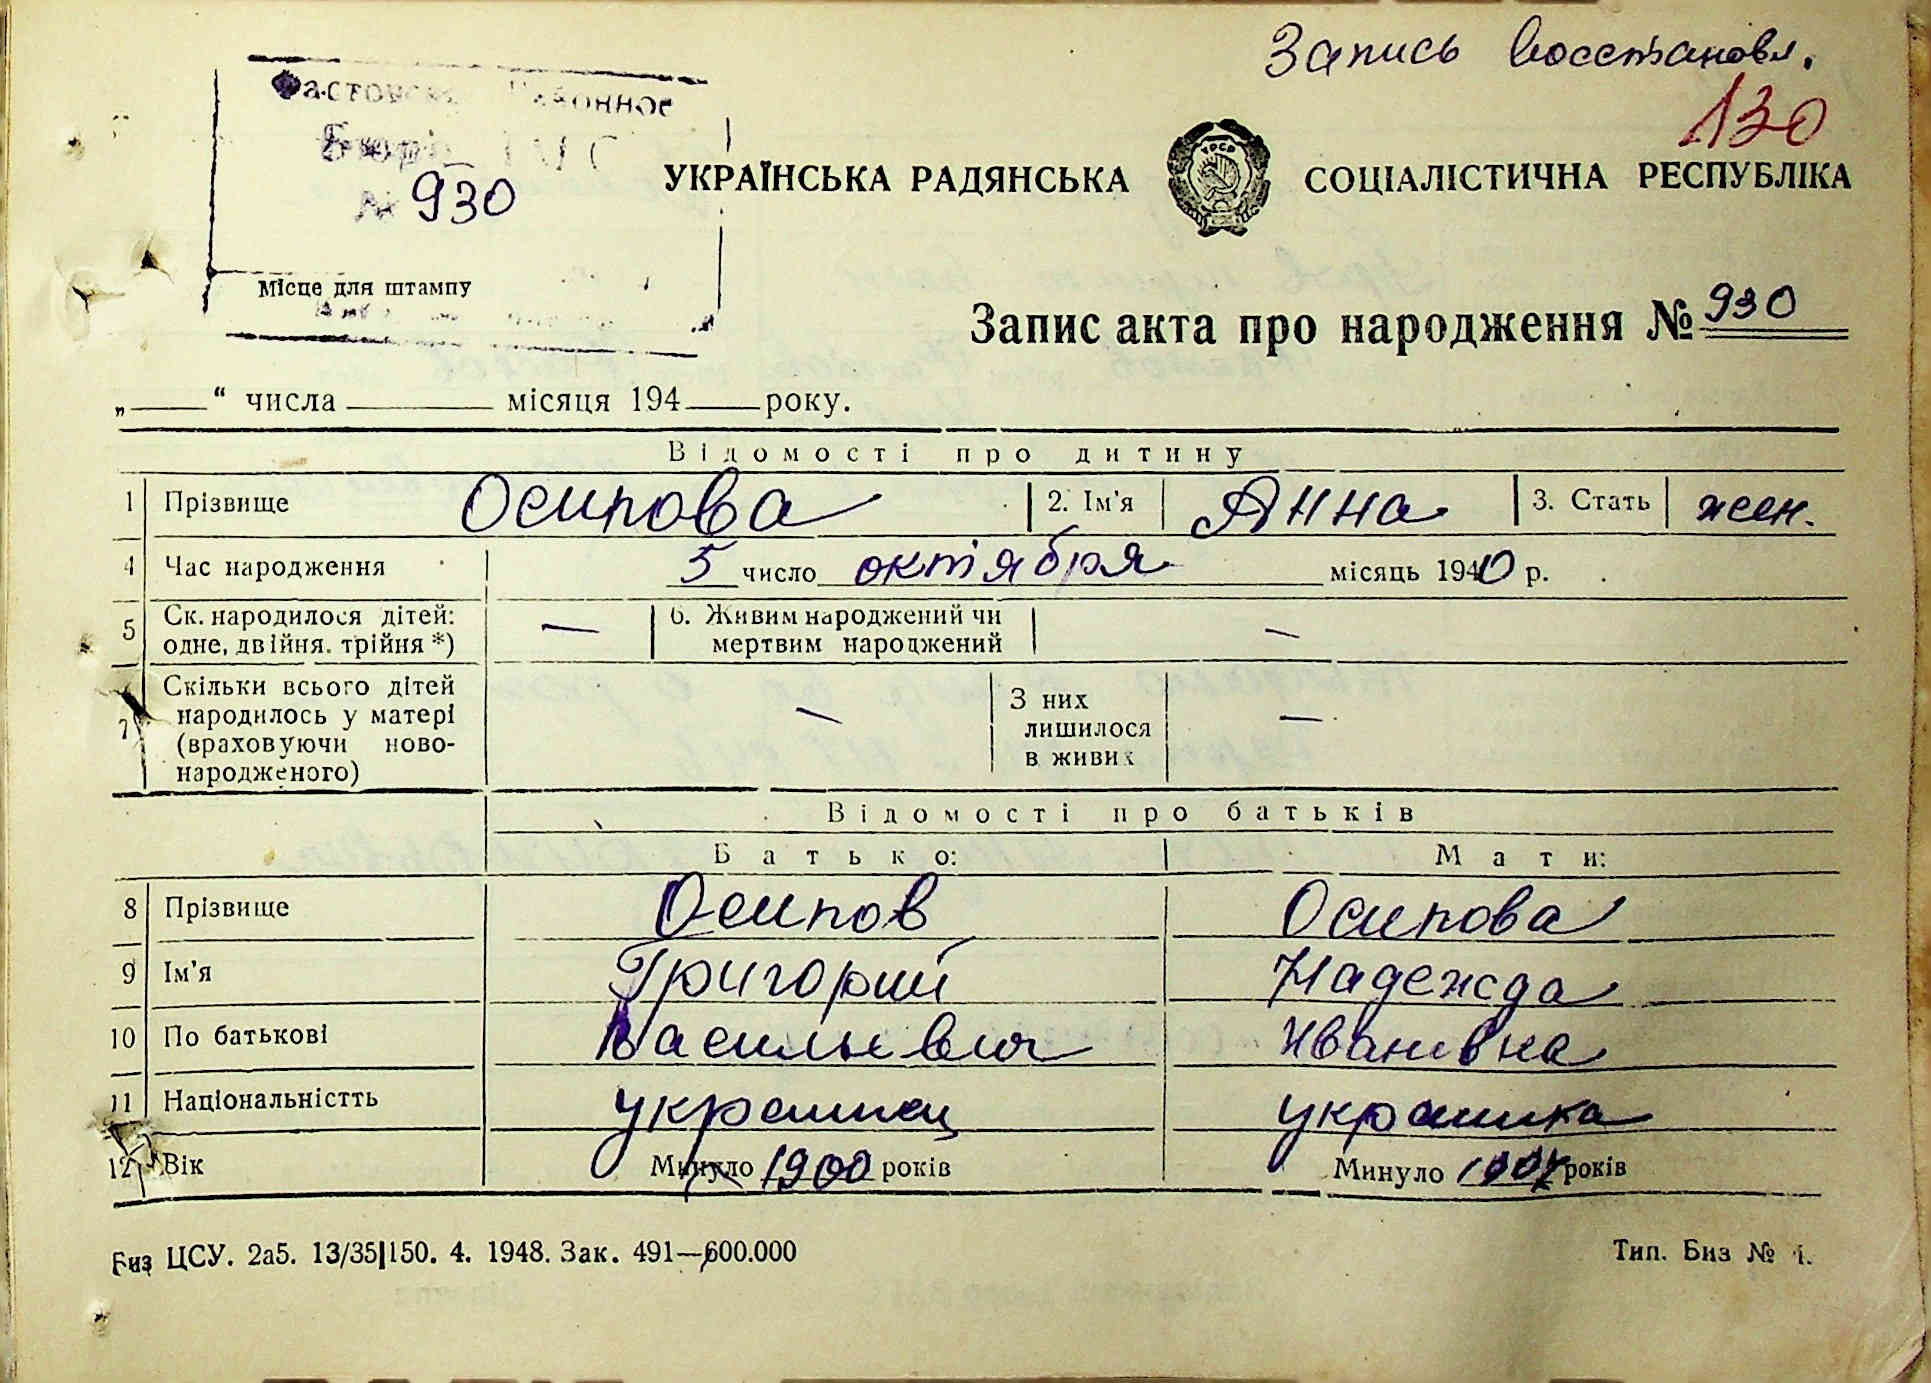 Запись восстановл.
130
Фастовское Районное
Бюро ЗАГС
№ 930
УКРАЇНСЬКА РАДЯНСЬКА СОЦІАЛІСТИЧНА РЕСПУБЛІКА
Місце для штампу
Запис акта про народження № 930
„ “ числа місяця 194 року.
Відомості про дитину
1 Прізвище Осипова 2. Ім'я Анна 3. Стать жен.
4 Час народження 5 число октября місяць 1940 р.
5 Ск. народилося дітей: — 6. Живим народжений чи —
одне, двійня, трійня *) мертвим народжений
7 Скільки всього дітей — З них —
народилось у матері лишилося
(враховуючи ново- в живих
народженого)
Відомості про батьків
Батько: Мати:
8 Прізвище Осипов Осипова
9 Ім'я Григорий Надежда
10 По батькові Васильевич Ивановна
11 Національністть украинец украинка
12 Вік Минуло 1900 років Минуло років
Биз ЦСУ. 2а5. 13/35|150. 4. 1948. Зак. 491—600.000 Тип. Биз № 1.